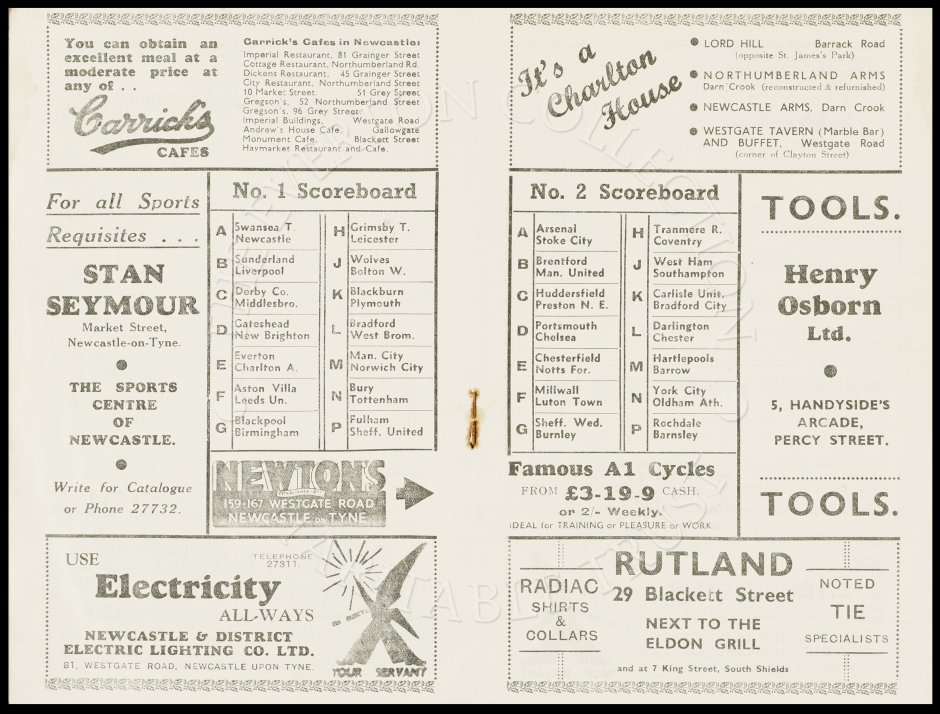 You can obtain an
excellent meal at a
moderate price at
any of . .
Carrick's
CAFES
Carrick's Cafes in Newcastle:
Imperial Restaurant, 81 Grainger Street
Cottage Restaurant, Northumberland Rd.
Dickens Restaurant, 45 Grainger Street
City Restaurant, Northumberland Street
10 Market Street. 51 Grey Street
Gregson's, 52 Northumberland Street
Gregson's, 96 Grey Street.
Imperial Buildings, Westgate Road
Andrew's House Cafe, Gallowgate
Monument Cafe, Blackett Street
Haymarket Restaurant and Cafe.
For all Sports
Requisites . . .
STAN
SEYMOUR
Market Street,
Newcastle-on-Tyne.
THE SPORTS
CENTRE
OF
NEWCASTLE.
Write for Catalogue
or Phone 27732.
No. 1 Scoreboard
A Swansea T.
Newcastle
B Sunderland
Liverpool
C Derby Co.
Middlesbro.
D Gateshead
New Brighton
E Everton
Charlton A.
F Aston Villa
Leeds Un.
G Blackpool
Birmingham
H Grimsby T.
Leicester
J Wolves
Bolton W.
K Blackburn
Plymouth
L Bradford
West Brom.
M Man. City
Norwich City
N Bury
Tottenham
P Fulham
Sheff. United
NEWTON'S
159-167 WESTGATE ROAD
NEWCASTLE on TYNE
USE
TELEPHONE
27311.
Electricity
ALL-WAYS
NEWCASTLE & DISTRICT
ELECTRIC LIGHTING CO. LTD.
81, WESTGATE ROAD, NEWCASTLE UPON TYNE.
YOUR SERVANT
It's a
Charlton
House
LORD HILL Barrack Road
(opposite St. James's Park)
NORTHUMBERLAND ARMS
Darn Crook (reconstructed & refurnished)
NEWCASTLE ARMS. Darn Crook
WESTGATE TAVERN (Marble Bar)
AND BUFFET, Westgate Road
(corner of Clayton Street)
No. 2 Scoreboard
A Arsenal
Stoke City
B Brentford
Man. United
C Huddersfield
Preston N. E.
D Portsmouth
Chelsea
E Chesterfield
Notts For.
F Millwall
Luton Town
G Sheff. Wed.
Burnley
H Tranmere R.
Coventry
J West Ham
Southampton
K Carlisle Unit.
Bradford City
L Darlington
Chester
M Hartlepools
Barrow
N York City
Oldham Ath.
P Rochdale
Barnsley
Famous A1 Cycles
FROM £3-19-9 CASH.
or 2/- Weekly.
IDEAL for TRAINING or PLEASURE or WORK.
TOOLS.
Henry
Osborn
Ltd.
5, HANDYSIDE'S
ARCADE,
PERCY STREET.
TOOLS.
RADIAC
SHIRTS
&
COLLARS
RUTLAND
29 Blackett Street
NEXT TO THE
ELDON GRILL
and at 7 King Street, South Shields
NOTED
TIE
SPECIALISTS